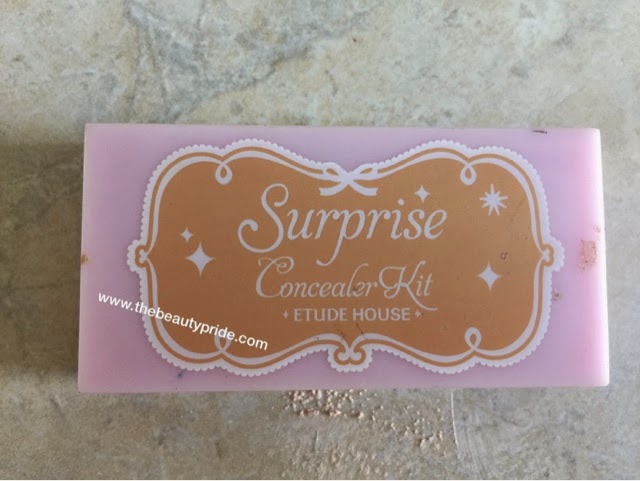 Surprise
Concealer Kit
ETUDE HOUSE
www.thebeautypride.com